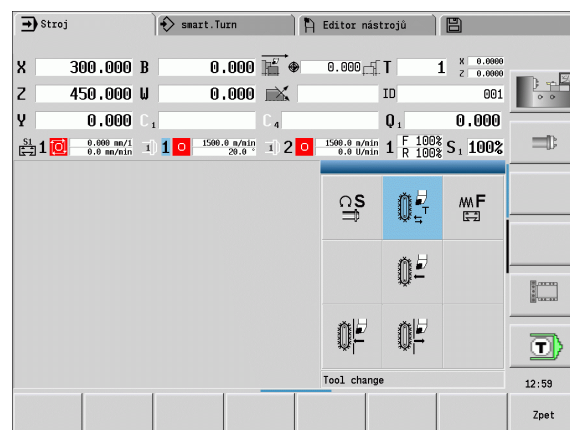 Stroj smart.Turn Editor nástrojů
X 300.000 B 0.000 0.000 T 1 X 0.0000 Z 0.0000
Z 450.000 W 0.000 ID 001
Y 0.000 C1 C4 Q1 0.000
S1 1 0.000 mm/1 0.0 mm/min 1 1500.0 m/min 20.0 ° 2 1500.0 m/min 0.0 U/min 1 F 100% R 100% S1 100%
S T F
T
Tool change
12:59
Zpet